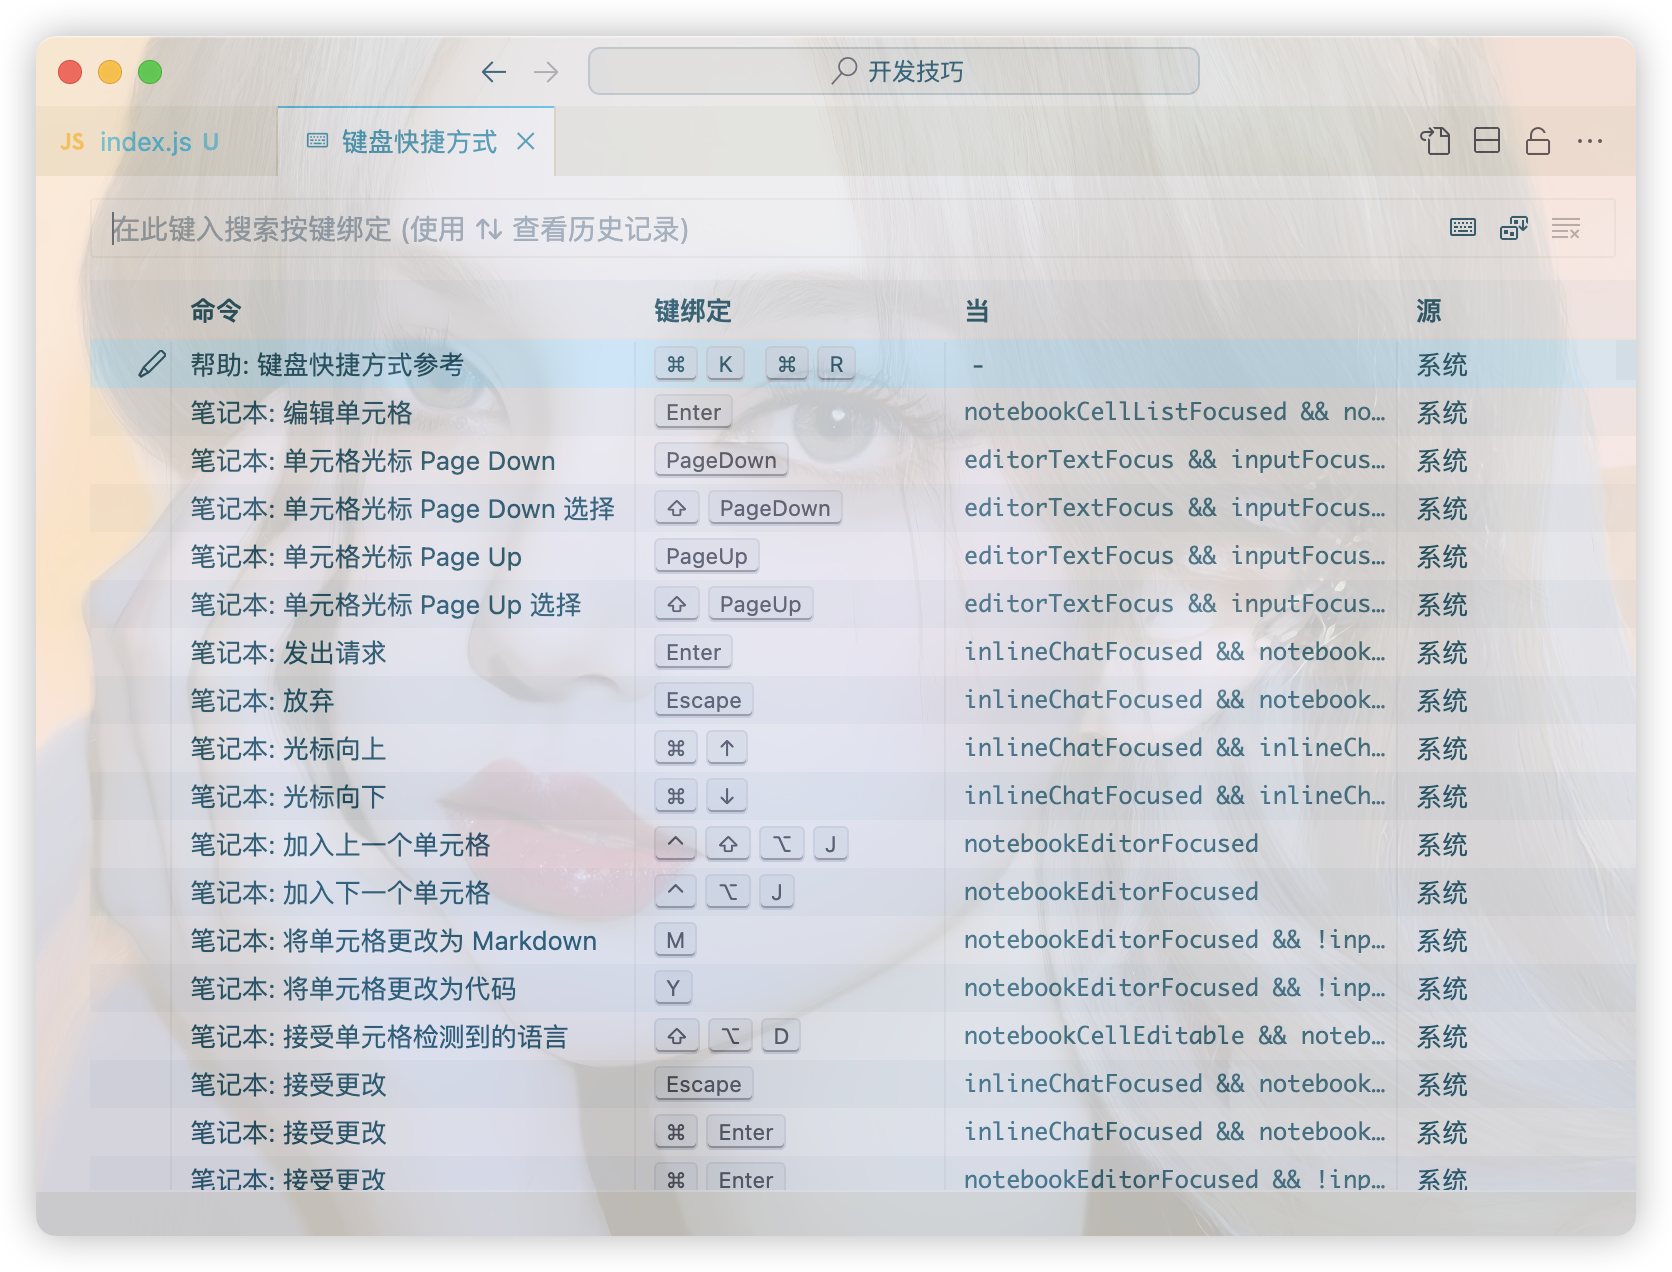 开发技巧
JS index.js U 键盘快捷方式
在此键入搜索按键绑定 (使用 ⇅ 查看历史记录)
命令 键绑定 当 源
帮助: 键盘快捷方式参考 ⌘ K ⌘ R – 系统
笔记本: 编辑单元格 Enter notebookCellListFocused && no… 系统
笔记本: 单元格光标 Page Down PageDown editorTextFocus && inputFocus… 系统
笔记本: 单元格光标 Page Down 选择 ⇧ PageDown editorTextFocus && inputFocus… 系统
笔记本: 单元格光标 Page Up PageUp editorTextFocus && inputFocus… 系统
笔记本: 单元格光标 Page Up 选择 ⇧ PageUp editorTextFocus && inputFocus… 系统
笔记本: 发出请求 Enter inlineChatFocused && notebook… 系统
笔记本: 放弃 Escape inlineChatFocused && notebook… 系统
笔记本: 光标向上 ⌘ ↑ inlineChatFocused && inlineCh… 系统
笔记本: 光标向下 ⌘ ↓ inlineChatFocused && inlineCh… 系统
笔记本: 加入上一个单元格 ^ ⇧ ⌥ J notebookEditorFocused 系统
笔记本: 加入下一个单元格 ^ ⌥ J notebookEditorFocused 系统
笔记本: 将单元格更改为 Markdown M notebookEditorFocused && !inp… 系统
笔记本: 将单元格更改为代码 Y notebookEditorFocused && !inp… 系统
笔记本: 接受单元格检测到的语言 ⇧ ⌥ D notebookCellEditable && noteb… 系统
笔记本: 接受更改 Escape inlineChatFocused && notebook… 系统
笔记本: 接受更改 ⌘ Enter inlineChatFocused && notebook… 系统
笔记本: 接受更改 ⌘ Enter notebookEditorFocused && !inp… 系统